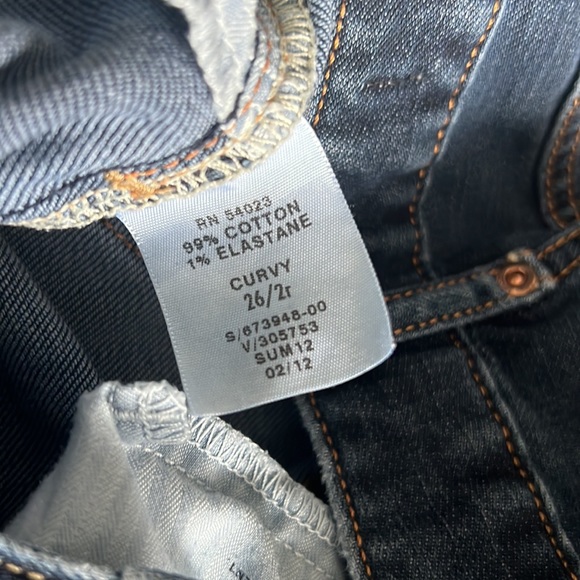 RN 54023
99% COTTON
1% ELASTANE
CURVY
26/2r
S/673948-00
V/305753
SUM12
02/12